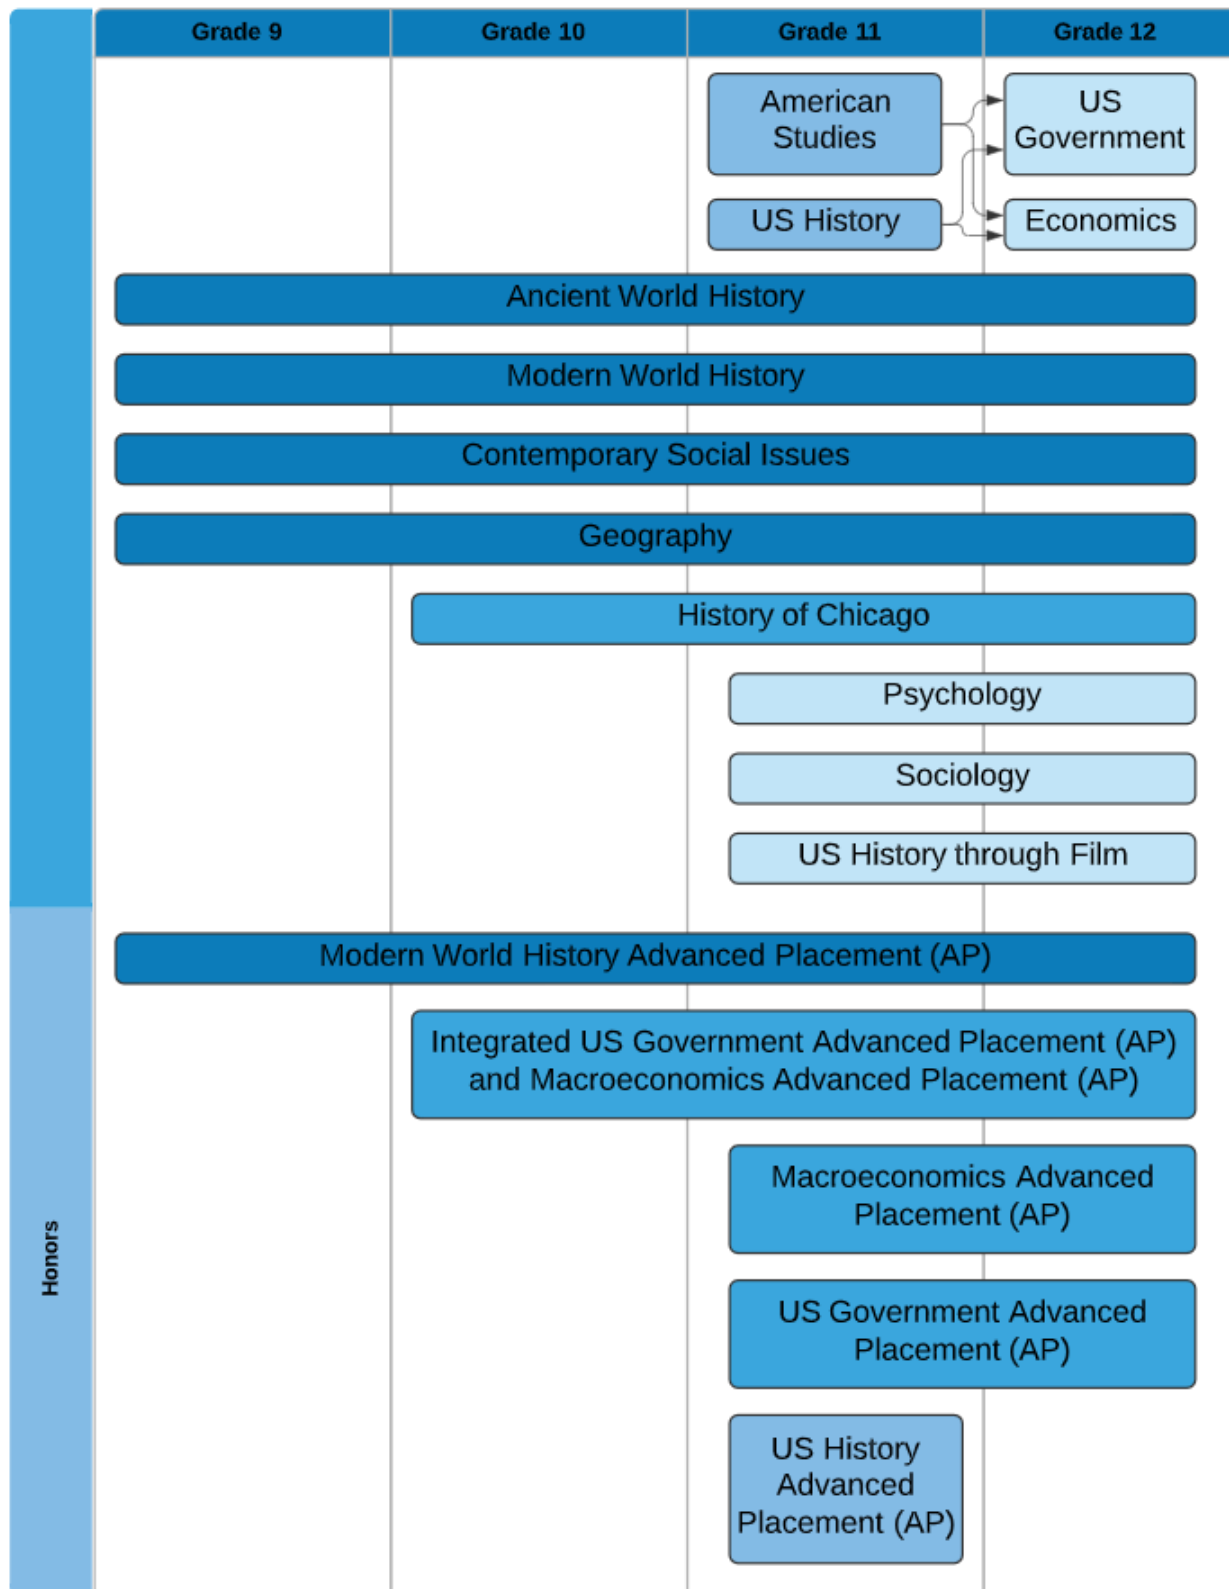 Grade 9
Grade 10
Grade 11
Grade 12
American
Studies
US
Government
US History
Economics
Ancient World History
Modern World History
Contemporary Social Issues
Geography
History of Chicago
Psychology
Sociology
US History through Film
Honors
Modern World History Advanced Placement (AP)
Integrated US Government Advanced Placement (AP)
and Macroeconomics Advanced Placement (AP)
Macroeconomics Advanced
Placement (AP)
US Government Advanced
Placement (AP)
US History
Advanced
Placement (AP)